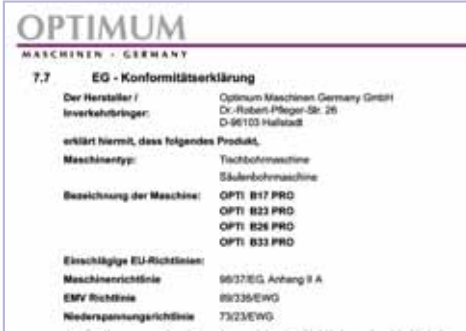 OPTIMUM
MASCHINEN - GERMANY
7.7 EG - Konformitätserklärung
Der Hersteller / Optimum Maschinen Germany GmbH
Inverkehrbringer: Dr.-Robert-Pfleger-Str. 26
D-96103 Hallstadt
erklärt hiermit, dass folgendes Produkt,
Maschinentyp: Tischbohrmaschine
Säulenbohrmaschine
Bezeichnung der Maschine: OPTI B17 PRO
OPTI B23 PRO
OPTI B26 PRO
OPTI B33 PRO
Einschlägige EU-Richtlinien:
Maschinenrichtlinie 98/37/EG, Anhang II A
EMV Richtlinie 89/336/EWG
Niederspannungsrichtlinie 73/23/EWG